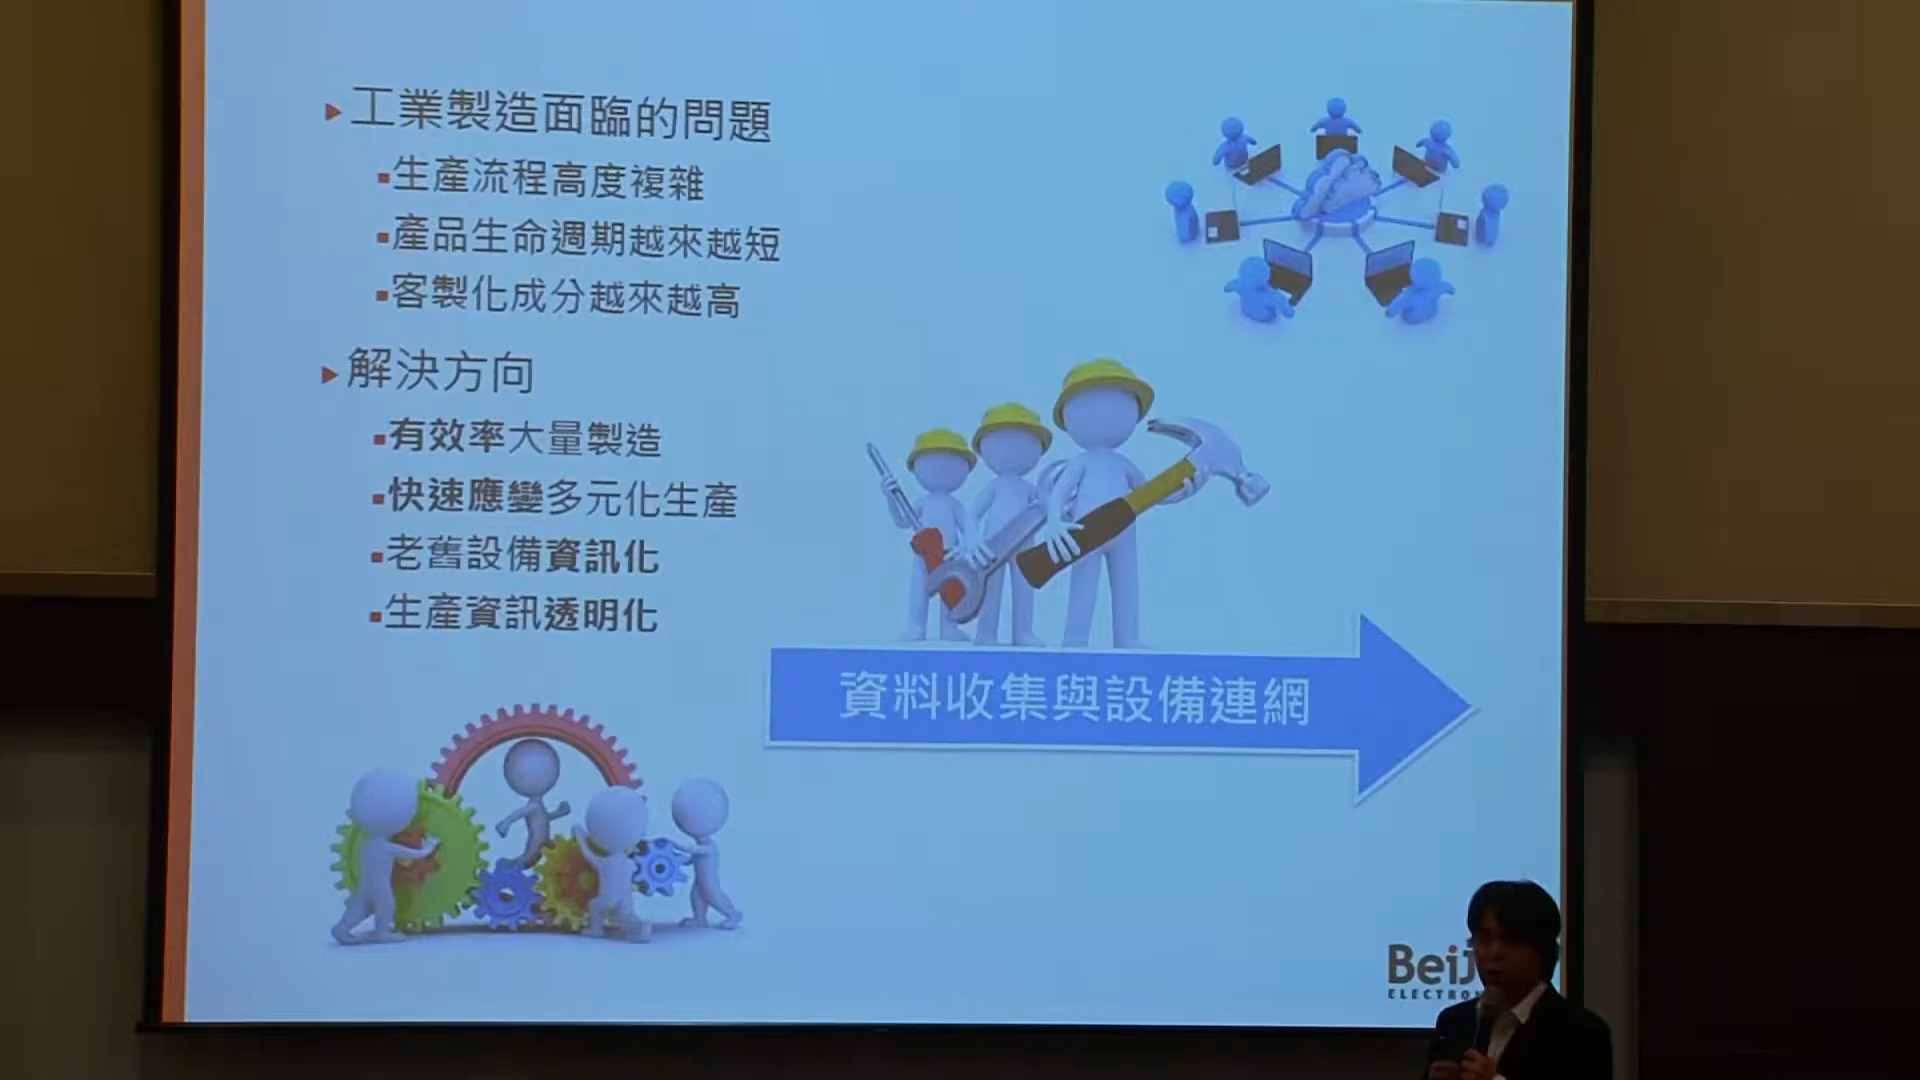 工業製造面臨的問題
生產流程高度複雜
產品生命週期越來越短
客製化成分越來越高
解決方向
有效率大量製造
快速應變多元化生產
老舊設備資訊化
生產資訊透明化
資料收集與設備連網